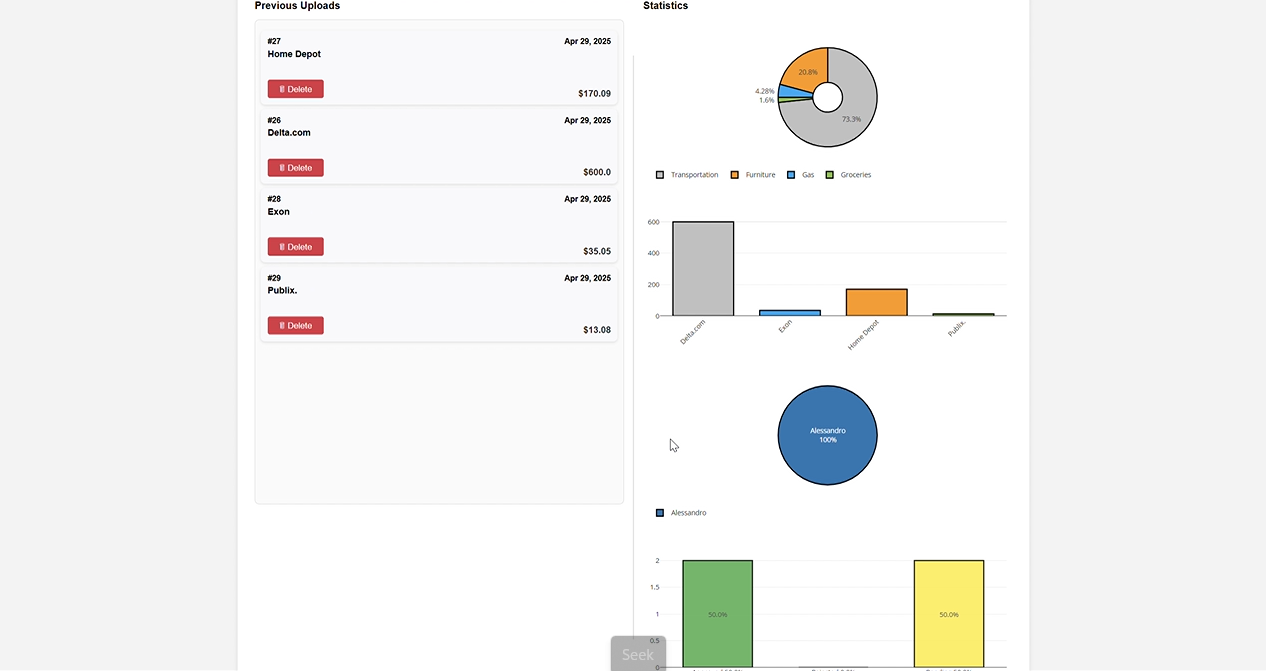 Previous Uploads
#27
Apr 29, 2025
Home Depot
Delete
$170.09
#26
Apr 29, 2025
Delta.com
Delete
$600.0
#28
Apr 29, 2025
Exon
Delete
$35.05
#29
Apr 29, 2025
Publix.
Delete
$13.08
Statistics
20.8%
4.28%
1.6%
73.3%
Transportation
Furniture
Gas
Groceries
600
400
200
0
Delta.com
Exon
Home Depot
Publix.
Alessandro
100%
Alessandro
2
1.5
1
0.5
0
50.0%
50.0%
Seek